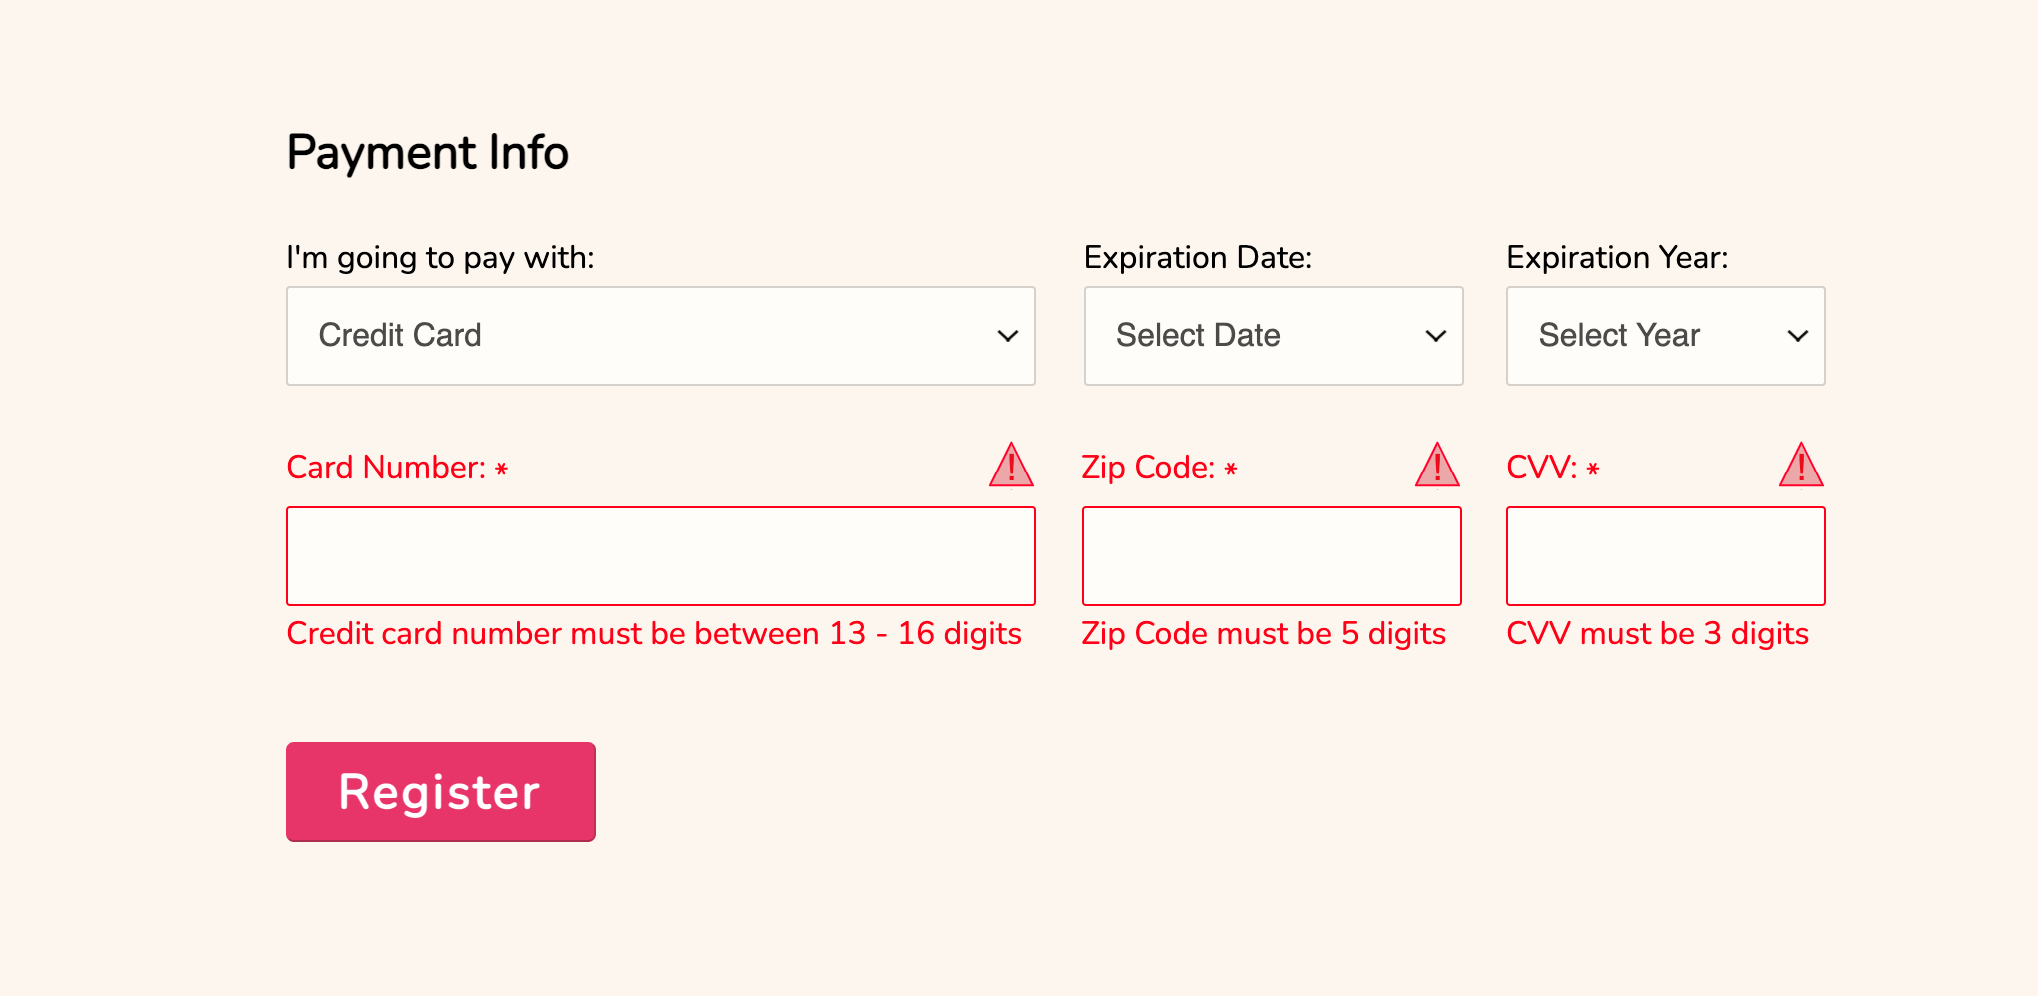 Payment Info
I'm going to pay with: Expiration Date: Expiration Year:
Credit Card Select Date Select Year
Card Number: * ! Zip Code: * ! CVV: * !
Credit card number must be between 13 - 16 digits Zip Code must be 5 digits CVV must be 3 digits
Register